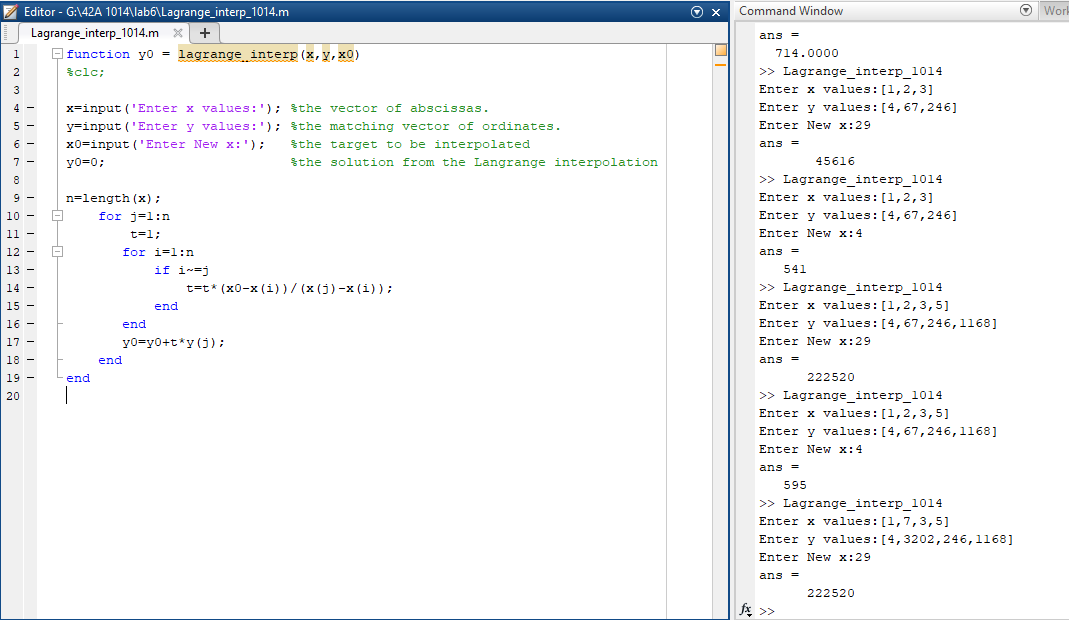 Editor - G:\42A 1014\lab6\Lagrange_interp_1014.m
Lagrange_interp_1014.m
1 function y0 = lagrange_interp(x,y,x0)
2 %clc;
3
4 x=input('Enter x values:'); %the vector of abscissas.
5 y=input('Enter y values:'); %the matching vector of ordinates.
6 x0=input('Enter New x:'); %the target to be interpolated
7 y0=0; %the solution from the Langrange interpolation
8
9 n=length(x);
10 for j=1:n
11 t=1;
12 for i=1:n
13 if i~=j
14 t=t*(x0-x(i))/(x(j)-x(i));
15 end
16 end
17 y0=y0+t*y(j);
18 end
19 end
20
Command Window
Work
ans =
714.0000
>> Lagrange_interp_1014
Enter x values:[1,2,3]
Enter y values:[4,67,246]
Enter New x:29
ans =
45616
>> Lagrange_interp_1014
Enter x values:[1,2,3]
Enter y values:[4,67,246]
Enter New x:4
ans =
541
>> Lagrange_interp_1014
Enter x values:[1,2,3,5]
Enter y values:[4,67,246,1168]
Enter New x:29
ans =
222520
>> Lagrange_interp_1014
Enter x values:[1,2,3,5]
Enter y values:[4,67,246,1168]
Enter New x:4
ans =
595
>> Lagrange_interp_1014
Enter x values:[1,7,3,5]
Enter y values:[4,3202,246,1168]
Enter New x:29
ans =
222520
fx >>